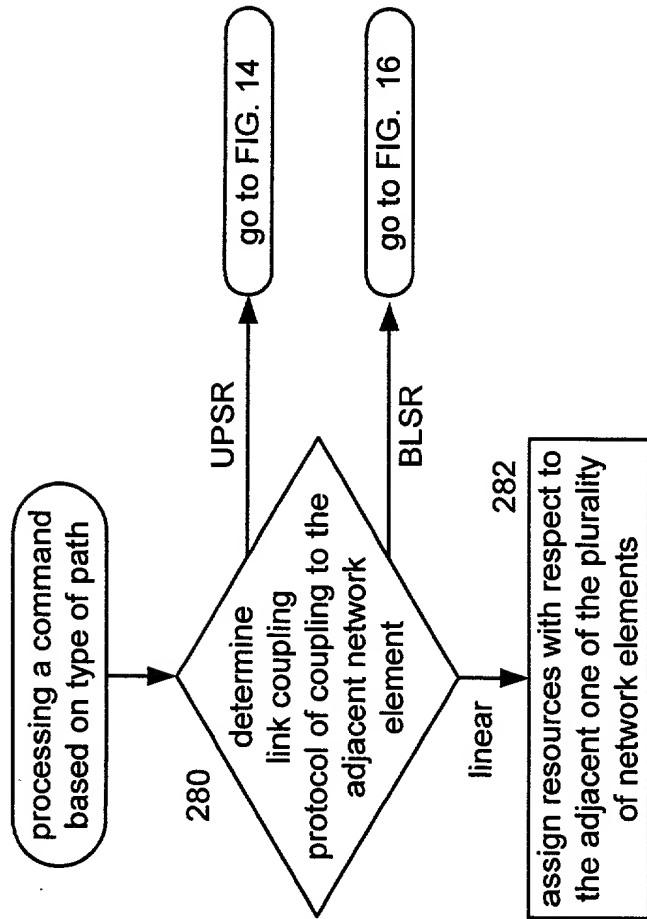 processing a command
based on type of path
280
determine
link coupling
protocol of coupling to the
adjacent network
element
UPSR
go to FIG. 14
BLSR
go to FIG. 16
linear
282
assign resources with respect to
the adjacent one of the plurality
of network elements